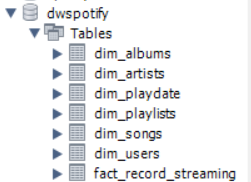 dwspotify
Tables
dim_albums
dim_artists
dim_playdate
dim_playlists
dim_songs
dim_users
fact_record_streaming